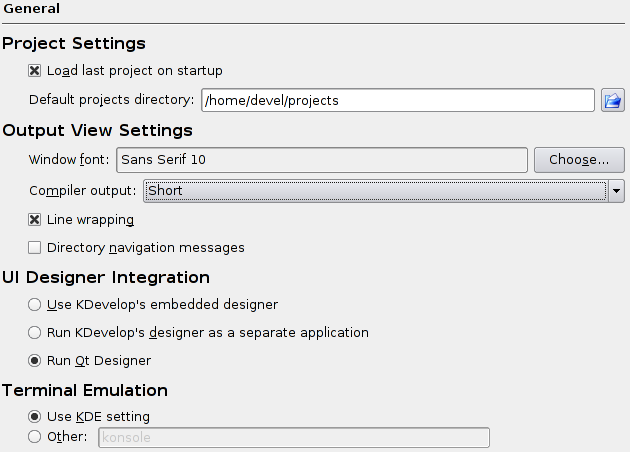 General
Project Settings
Load last project on startup
Default projects directory: /home/devel/projects
Output View Settings
Window font: Sans Serif 10 Choose...
Compiler output: Short
Line wrapping
Directory navigation messages
UI Designer Integration
Use KDevelop's embedded designer
Run KDevelop's designer as a separate application
Run Qt Designer
Terminal Emulation
Use KDE setting
Other: konsole